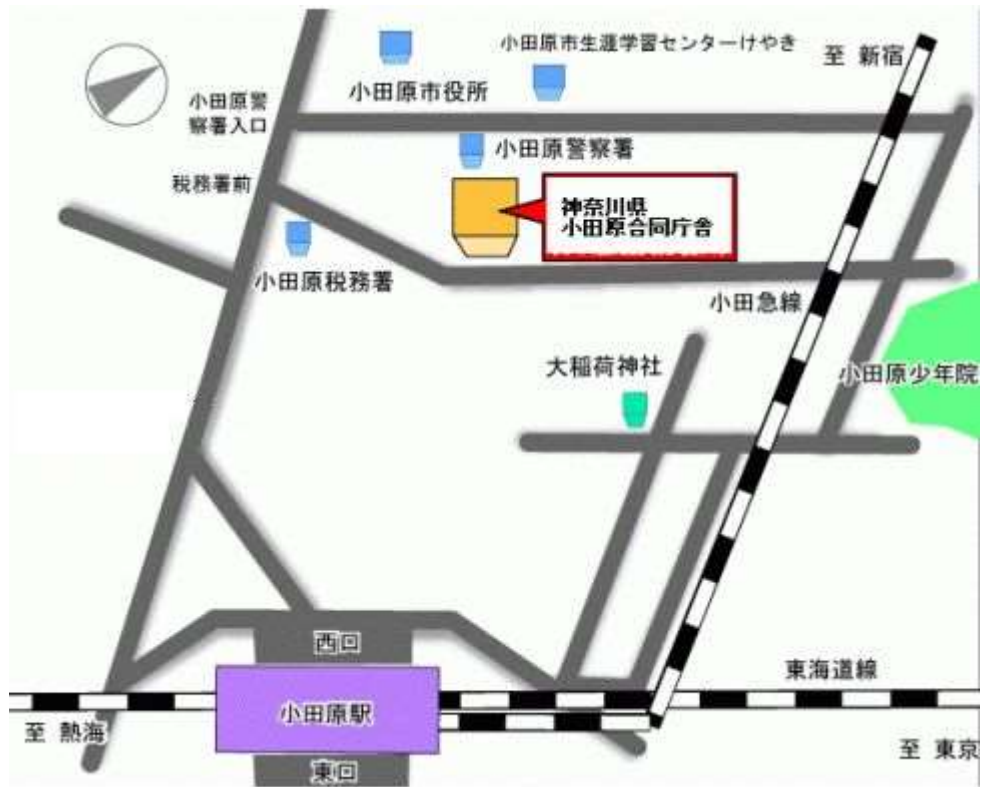 小田原市生涯学習センターけやき
至 新宿
小田原市役所
小田原警
察署入口
小田原警察署
税務署前
神奈川県
小田原合同庁舎
小田原税務署
小田急線
大稲荷神社
小田原少年院
西口
東海道線
小田原駅
至 熱海
至 東京
東口